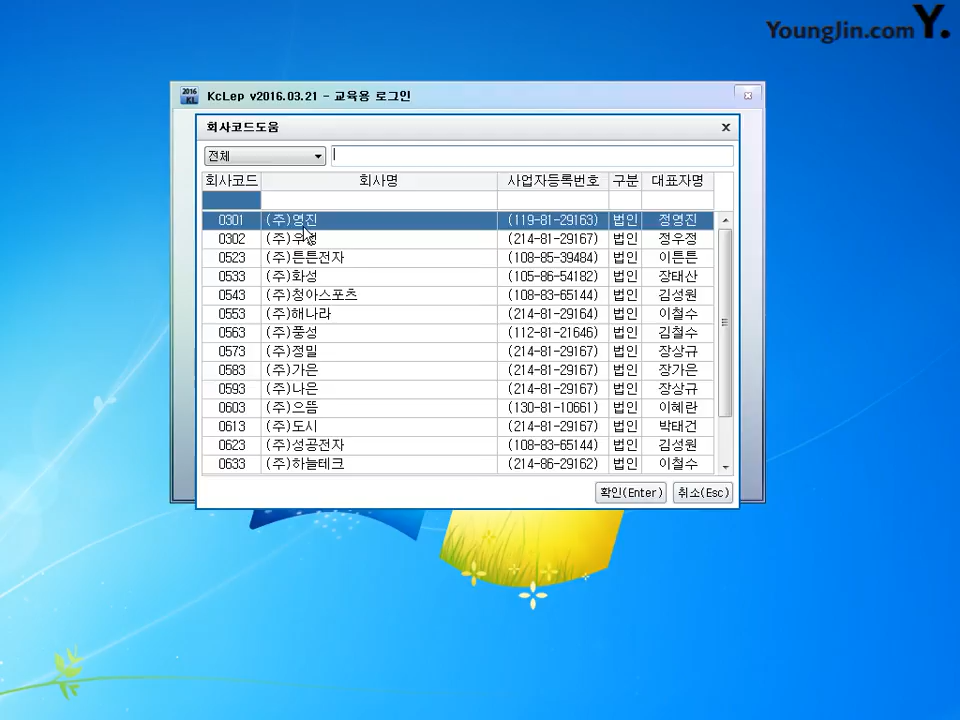 YoungJin.com Y.
2016 KL KcLep v2016.03.21 - 교육용 로그인
회사코드도움
전체
회사코드 회사명 사업자등록번호 구분 대표자명
0301 (주)영진 (119-81-29163) 법인 정영진
0302 (주)우정 (214-81-29167) 법인 정우정
0523 (주)튼튼전자 (108-85-39484) 법인 이튼튼
0533 (주)화성 (105-86-54182) 법인 장태산
0543 (주)청아스포츠 (108-83-65144) 법인 김성원
0553 (주)해나라 (214-81-29164) 법인 이철수
0563 (주)풍성 (112-81-21646) 법인 김철수
0573 (주)정밀 (214-81-29167) 법인 장상규
0583 (주)가은 (214-81-29167) 법인 장가은
0593 (주)나은 (214-81-29167) 법인 장상규
0603 (주)으뜸 (130-81-10661) 법인 이혜란
0613 (주)도시 (214-81-29167) 법인 박태건
0623 (주)성공전자 (108-83-65144) 법인 김성원
0633 (주)하늘테크 (214-86-29162) 법인 이철수
확인(Enter) 취소(Esc)